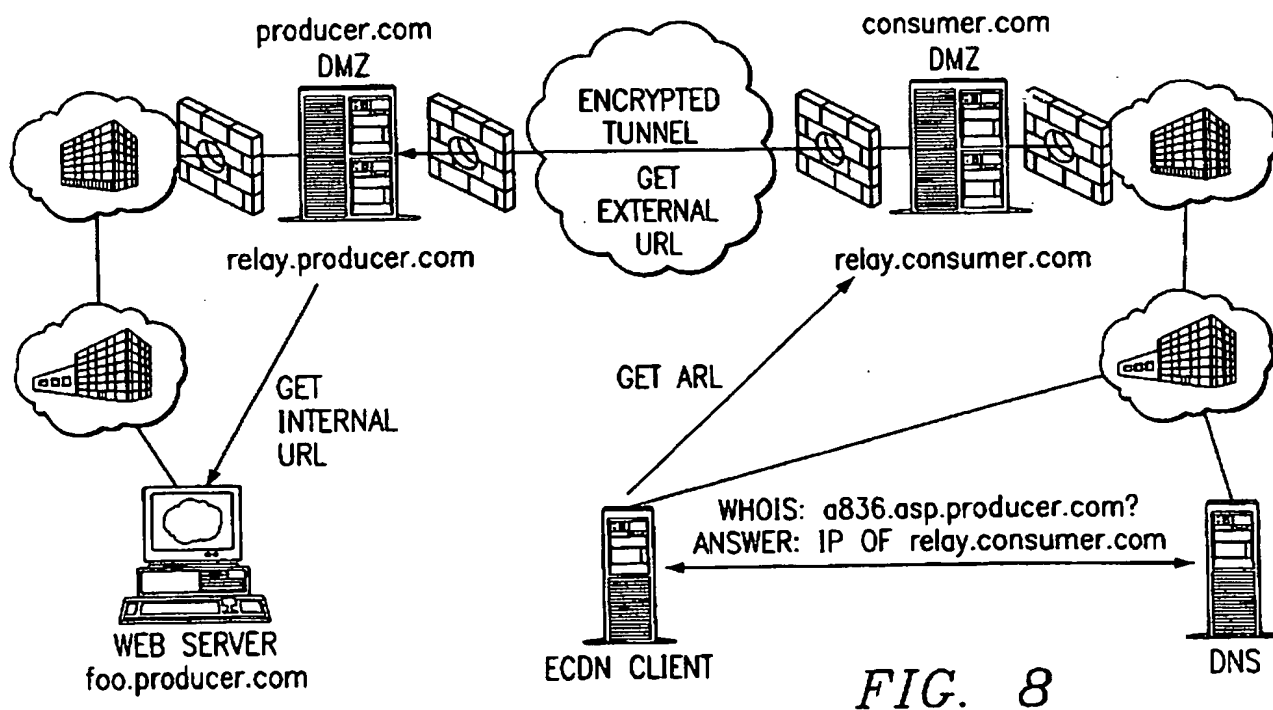 producer.com
DMZ
consumer.com
DMZ
ENCRYPTED
TUNNEL
GET
EXTERNAL
URL
relay.producer.com
relay.consumer.com
GET
INTERNAL
URL
GET ARL
WHOIS: a836.asp.producer.com?
ANSWER: IP OF relay.consumer.com
WEB SERVER
foo.producer.com
ECDN CLIENT
DNS
FIG. 8